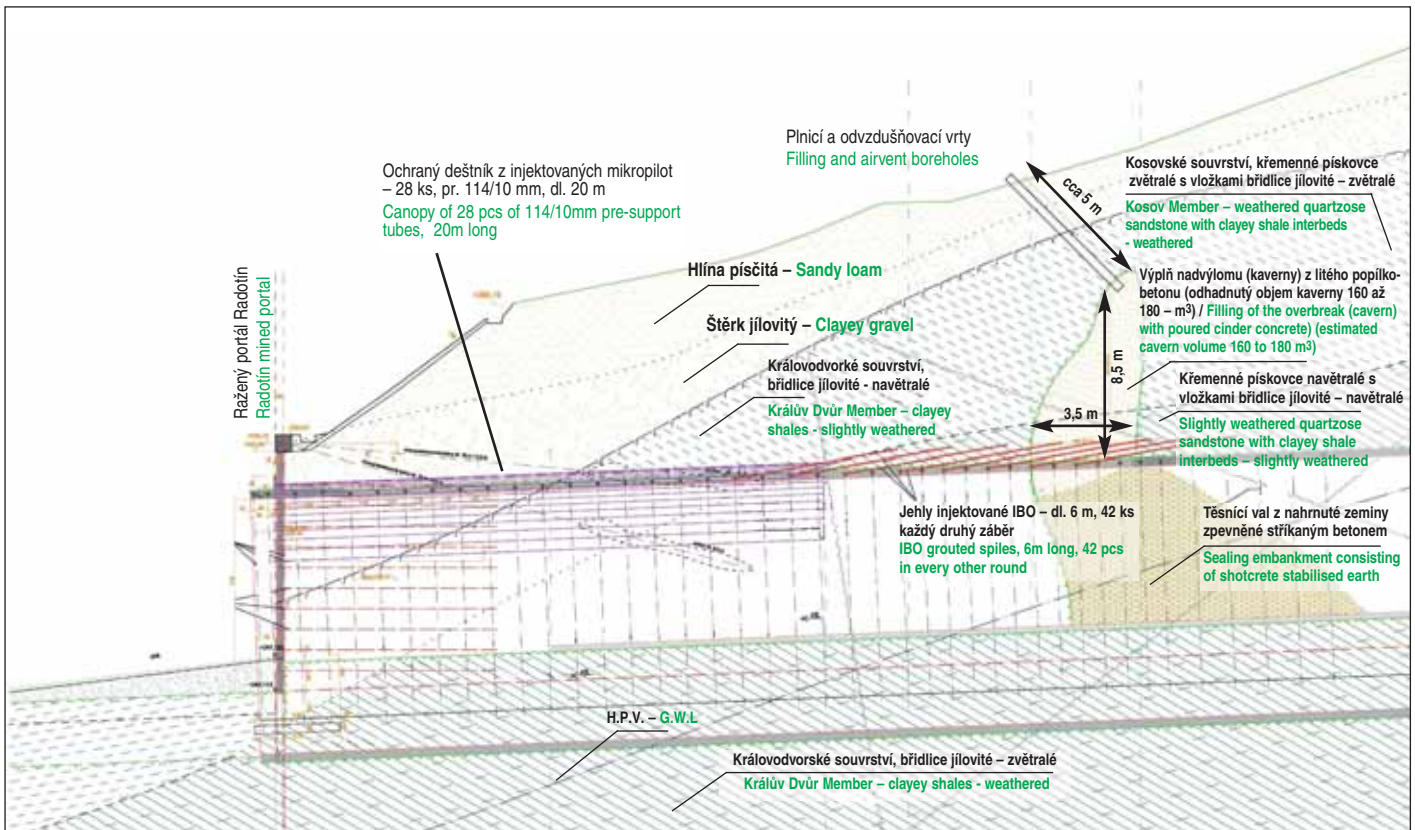 Plnicí a odvzdušňovací vrty
Filling and airvent boreholes
Ochraný deštník z injektovaných mikropilot
– 28 ks, pr. 114/10 mm, dl. 20 m
Canopy of 28 pcs of 114/10mm pre-support
tubes, 20m long
cca 5 m
Kosovské souvrství, křemenné pískovce
zvětralé s vložkami břidlice jílovité – zvětralé
Kosov Member – weathered quartzose
sandstone with clayey shale interbeds
- weathered
Hlína písčitá – Sandy loam
Výplň nadvýlomu (kaverny) z litého popílko-
betonu (odhadnutý objem kaverny 160 až
180 – m³) / Filling of the overbreak (cavern)
with poured cinder concrete) (estimated
cavern volume 160 to 180 m³)
Štěrk jílovitý – Clayey gravel
Ražený portál Radotín
Radotín mined portal
8,5 m
3,5 m
Královodvorké souvrství,
břidlice jílovité - navětralé
Králův Dvůr Member – clayey
shales - slightly weathered
Křemenné pískovce navětralé s
vložkami břidlice jílovité – navětralé
Slightly weathered quartzose
sandstone with clayey shale
interbeds – slightly weathered
Jehly injektované IBO – dl. 6 m, 42 ks
každý druhý záběr
IBO grouted spiles, 6m long, 42 pcs
in every other round
Těsnící val z nahrnuté zeminy
zpevněné stříkaným betonem
Sealing embankment consisting
of shotcrete stabilised earth
H.P.V. – G.W.L
Královodvorské souvrství, břidlice jílovité – zvětralé
Králův Dvůr Member – clayey shales - weathered